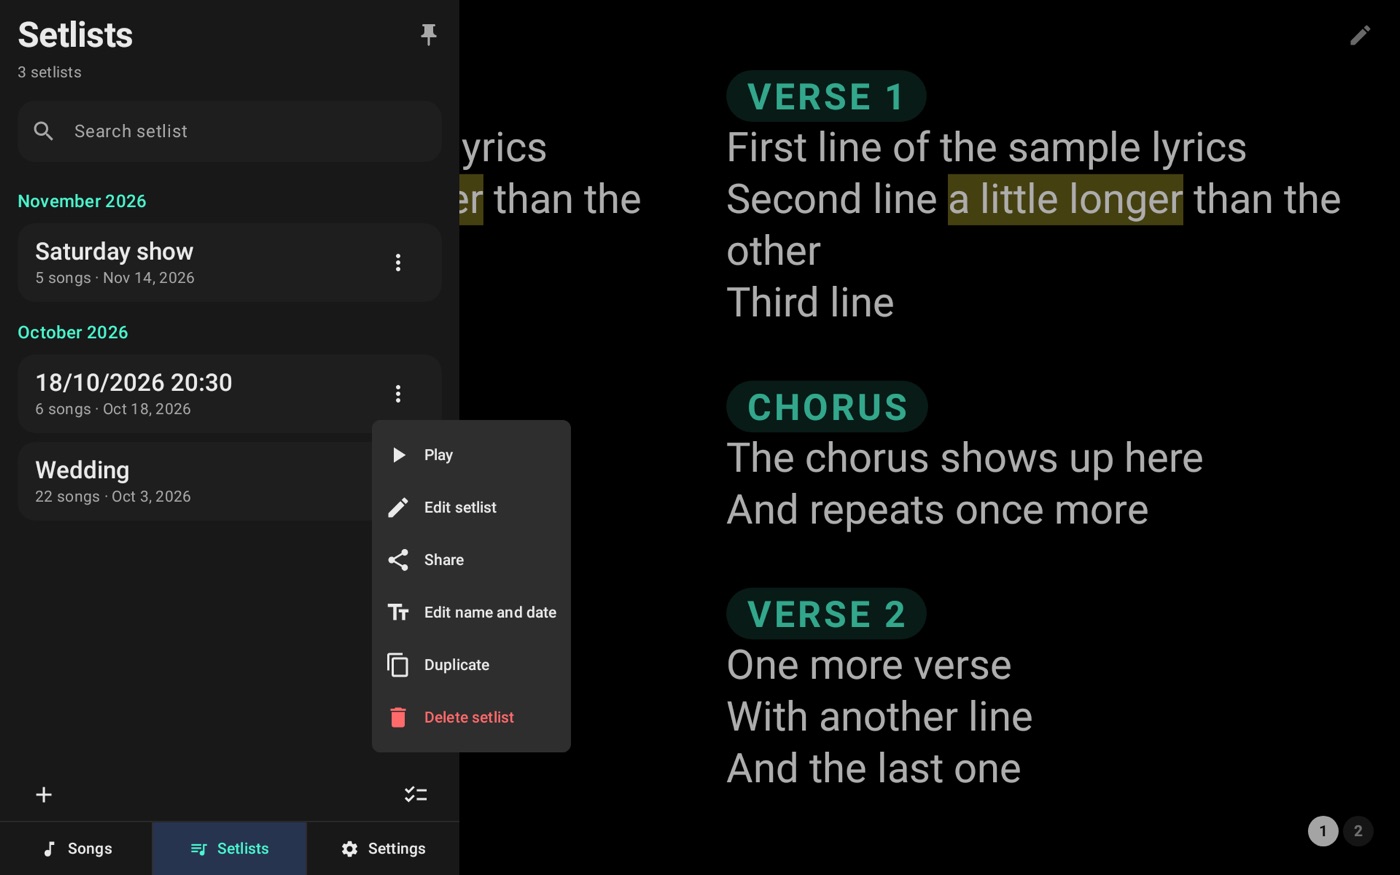 Setlists
3 setlists
Search setlist
November 2026
Saturday show
5 songs · Nov 14, 2026
October 2026
18/10/2026 20:30
6 songs · Oct 18, 2026
Wedding
22 songs · Oct 3, 2026
Play
Edit setlist
Share
Edit name and date
Duplicate
Delete setlist
Songs
Setlists
Settings
yrics
er than the
VERSE 1
First line of the sample lyrics
Second line a little longer than the
other
Third line
CHORUS
The chorus shows up here
And repeats once more
VERSE 2
One more verse
With another line
And the last one
1 2